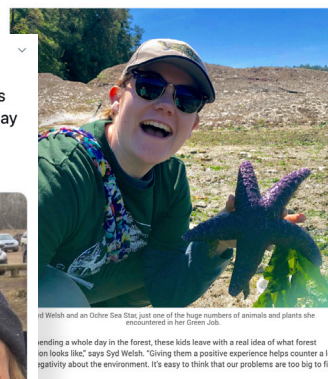 s
ay
yd Welsh and an Ochre Sea Star, just one of the huge numbers of animals and plants she
encountered in her Green Job.
ending a whole day in the forest, these kids leave with a real idea of what forest
ion looks like," says Syd Welsh. "Giving them a positive experience helps counter a l
egativity about the environment. It's easy to think that our problems are too big to fi